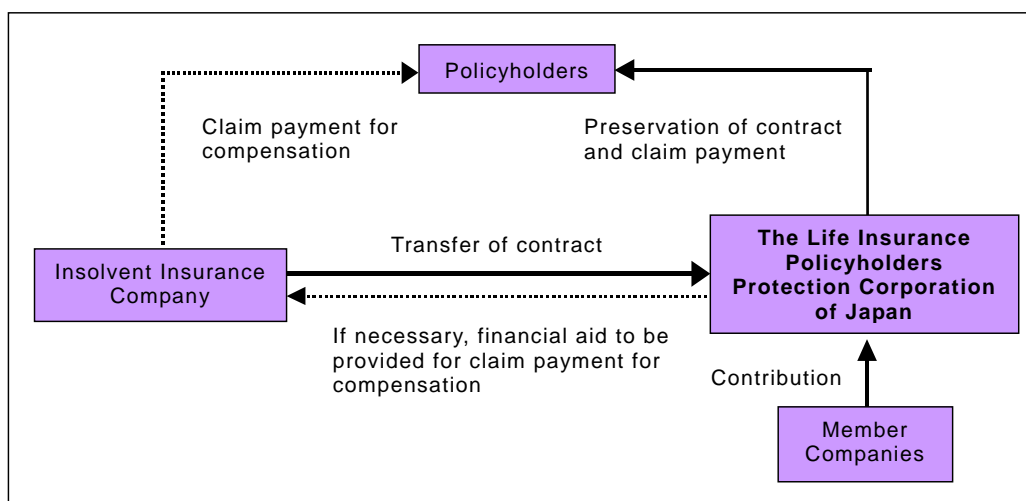 Policyholders
Claim payment for
compensation
Preservation of contract
and claim payment
Transfer of contract
Insolvent Insurance
Company
The Life Insurance
Policyholders
Protection Corporation
of Japan
If necessary, financial aid to be
provided for claim payment for
compensation
Contribution
Member
Companies